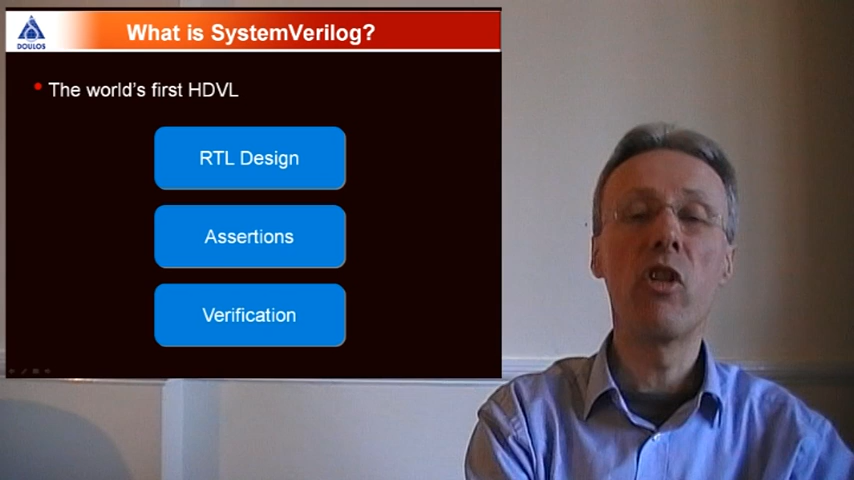 DOULOS
What is SystemVerilog?
The world's first HDVL
RTL Design
Assertions
Verification